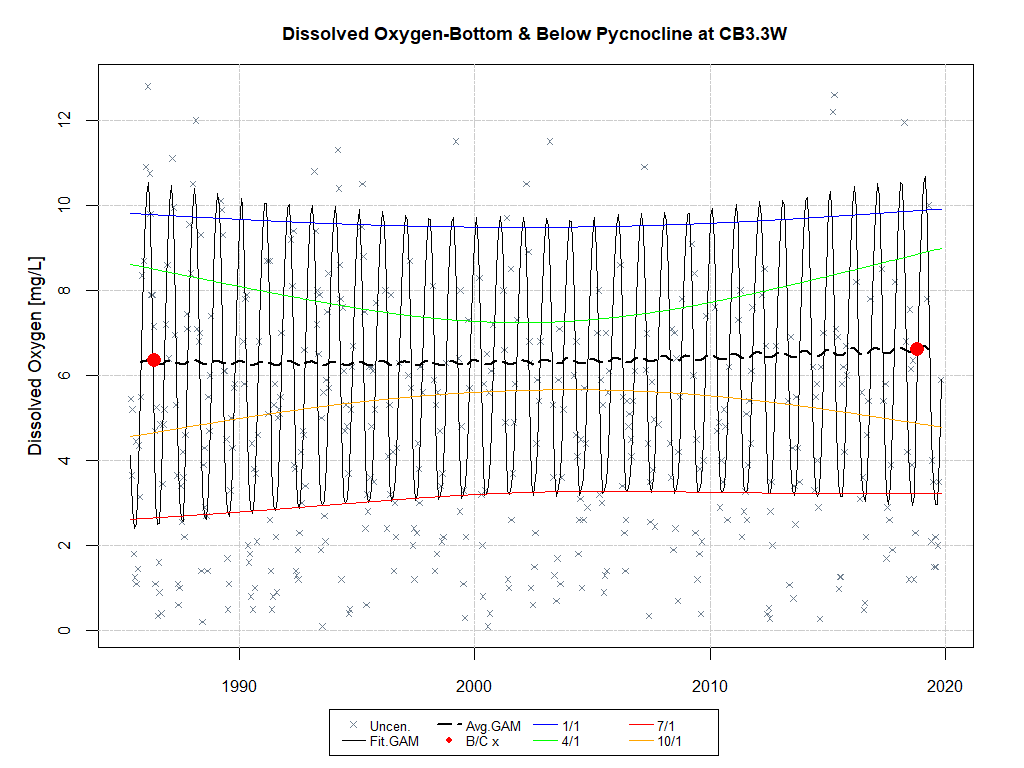 Dissolved Oxygen-Bottom & Below Pycnocline at CB3.3W
Dissolved Oxygen [mg/L]
12
10
8
6
4
2
0
1990 2000 2010 2020
Uncen. Avg.GAM 1/1 7/1
Fit.GAM B/C x 4/1 10/1